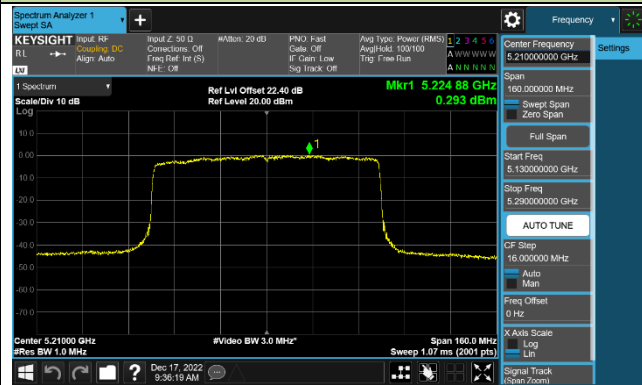 Spectrum Analyzer 1
Swept SA
+
Frequency
KEYSIGHT
RL
Input: RF
Coupling: DC
Align: Auto
Input Z: 50 Ω
Corrections: Off
Freq Ref: Int (S)
NFE: Off
#Atten: 20 dB
PNO: Fast
Gate: Off
IF Gain: Low
Sig Track: Off
Avg Type: Power (RMS)
Avg|Hold: 100/100
Trig: Free Run
1 2 3 4 5 6
A W W W W W
A N N N N N
LXI
1 Spectrum
Scale/Div 10 dB
Log
Ref Lvl Offset 22.40 dB
Ref Level 20.00 dBm
Mkr1 5.224 88 GHz
0.293 dBm
1
10.0
0.00
-10.0
-20.0
-30.0
-40.0
-50.0
-60.0
-70.0
Center 5.21000 GHz
#Res BW 1.0 MHz
#Video BW 3.0 MHz*
Span 160.0 MHz
Sweep 1.07 ms (2001 pts)
Dec 17, 2022
9:36:19 AM
?
Center Frequency
5.210000000 GHz
Settings
Span
160.000000 MHz
Swept Span
Zero Span
Full Span
Start Freq
5.130000000 GHz
Stop Freq
5.290000000 GHz
AUTO TUNE
CF Step
16.000000 MHz
Auto
Man
Freq Offset
0 Hz
X Axis Scale
Log
Lin
Signal Track
(Span Zoom)